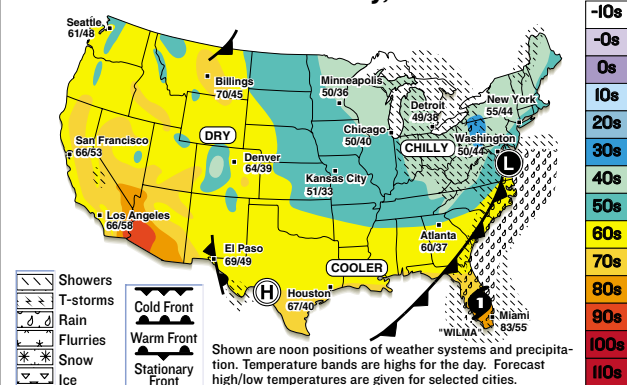 Seattle
61/48
Billings
70/45
Minneapolis
50/36
Detroit
49/38
New York
55/44
San Francisco
66/53
DRY
Denver
64/39
Chicago
50/40
CHILLY
Washington
50/44
L
Kansas City
51/33
Los Angeles
66/58
Atlanta
60/37
El Paso
69/49
COOLER
H
Houston
67/40
1
Miami
83/55
"WILMA"
Showers
T-storms
Rain
Flurries
Snow
Ice
Cold Front
Warm Front
Stationary
Front
Shown are noon positions of weather systems and precipita-
tion. Temperature bands are highs for the day. Forecast
high/low temperatures are given for selected cities.
-10s
-0s
0s
10s
20s
30s
40s
50s
60s
70s
80s
90s
100s
110s